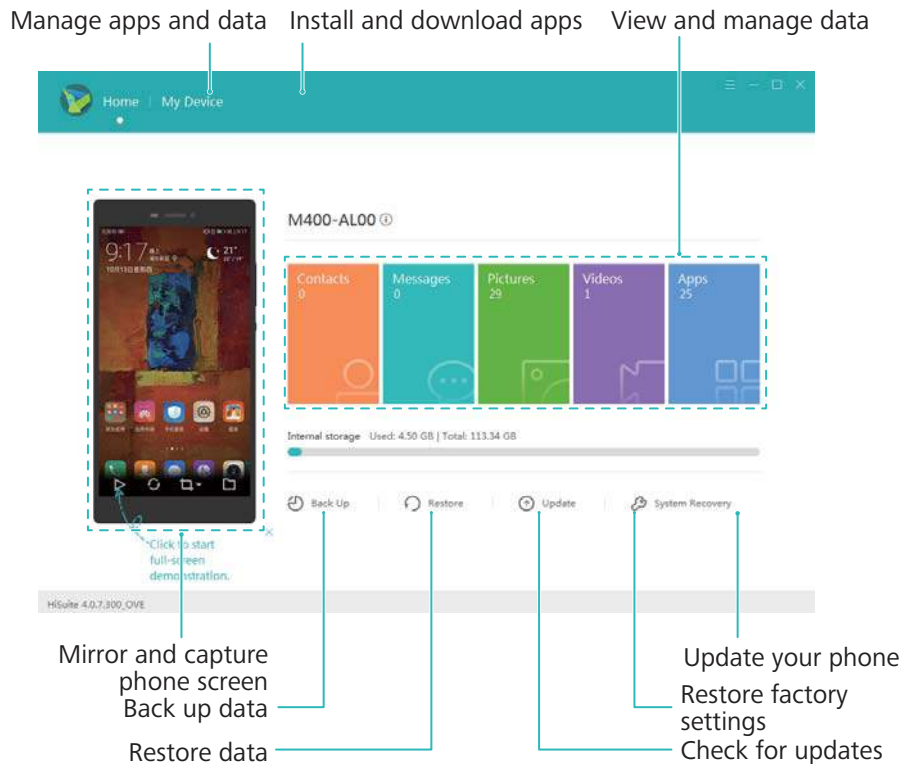 Manage apps and data
Install and download apps
View and manage data
Home
My Device
M400-AL00
9:17
21°
Contacts
0
Messages
0
Pictures
29
Videos
1
Apps
25
Internal storage Used: 4.50 GB | Total: 113.34 GB
Back Up
Restore
Update
System Recovery
Click to start
full-screen
demonstration.
HiSuite 4.0.7.300_OVE
Mirror and capture
phone screen
Back up data
Restore data
Update your phone
Restore factory
settings
Check for updates